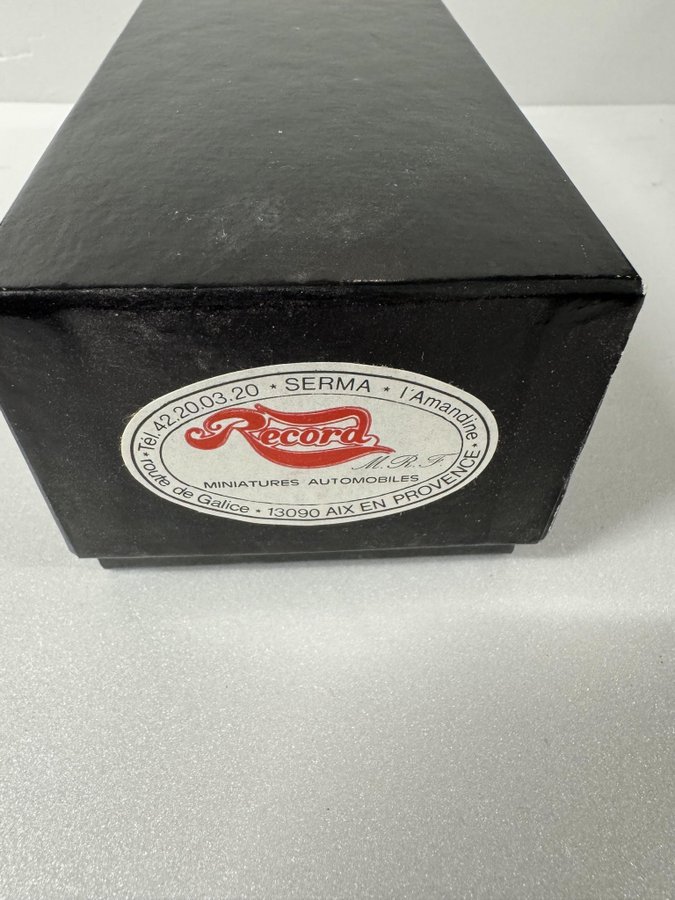 *Tél.42.20.03.20 * SERMA * l'Amandine *
Record
M.R.F.
MINIATURES AUTOMOBILES
route de Galice * 13090 AIX EN PROVENCE